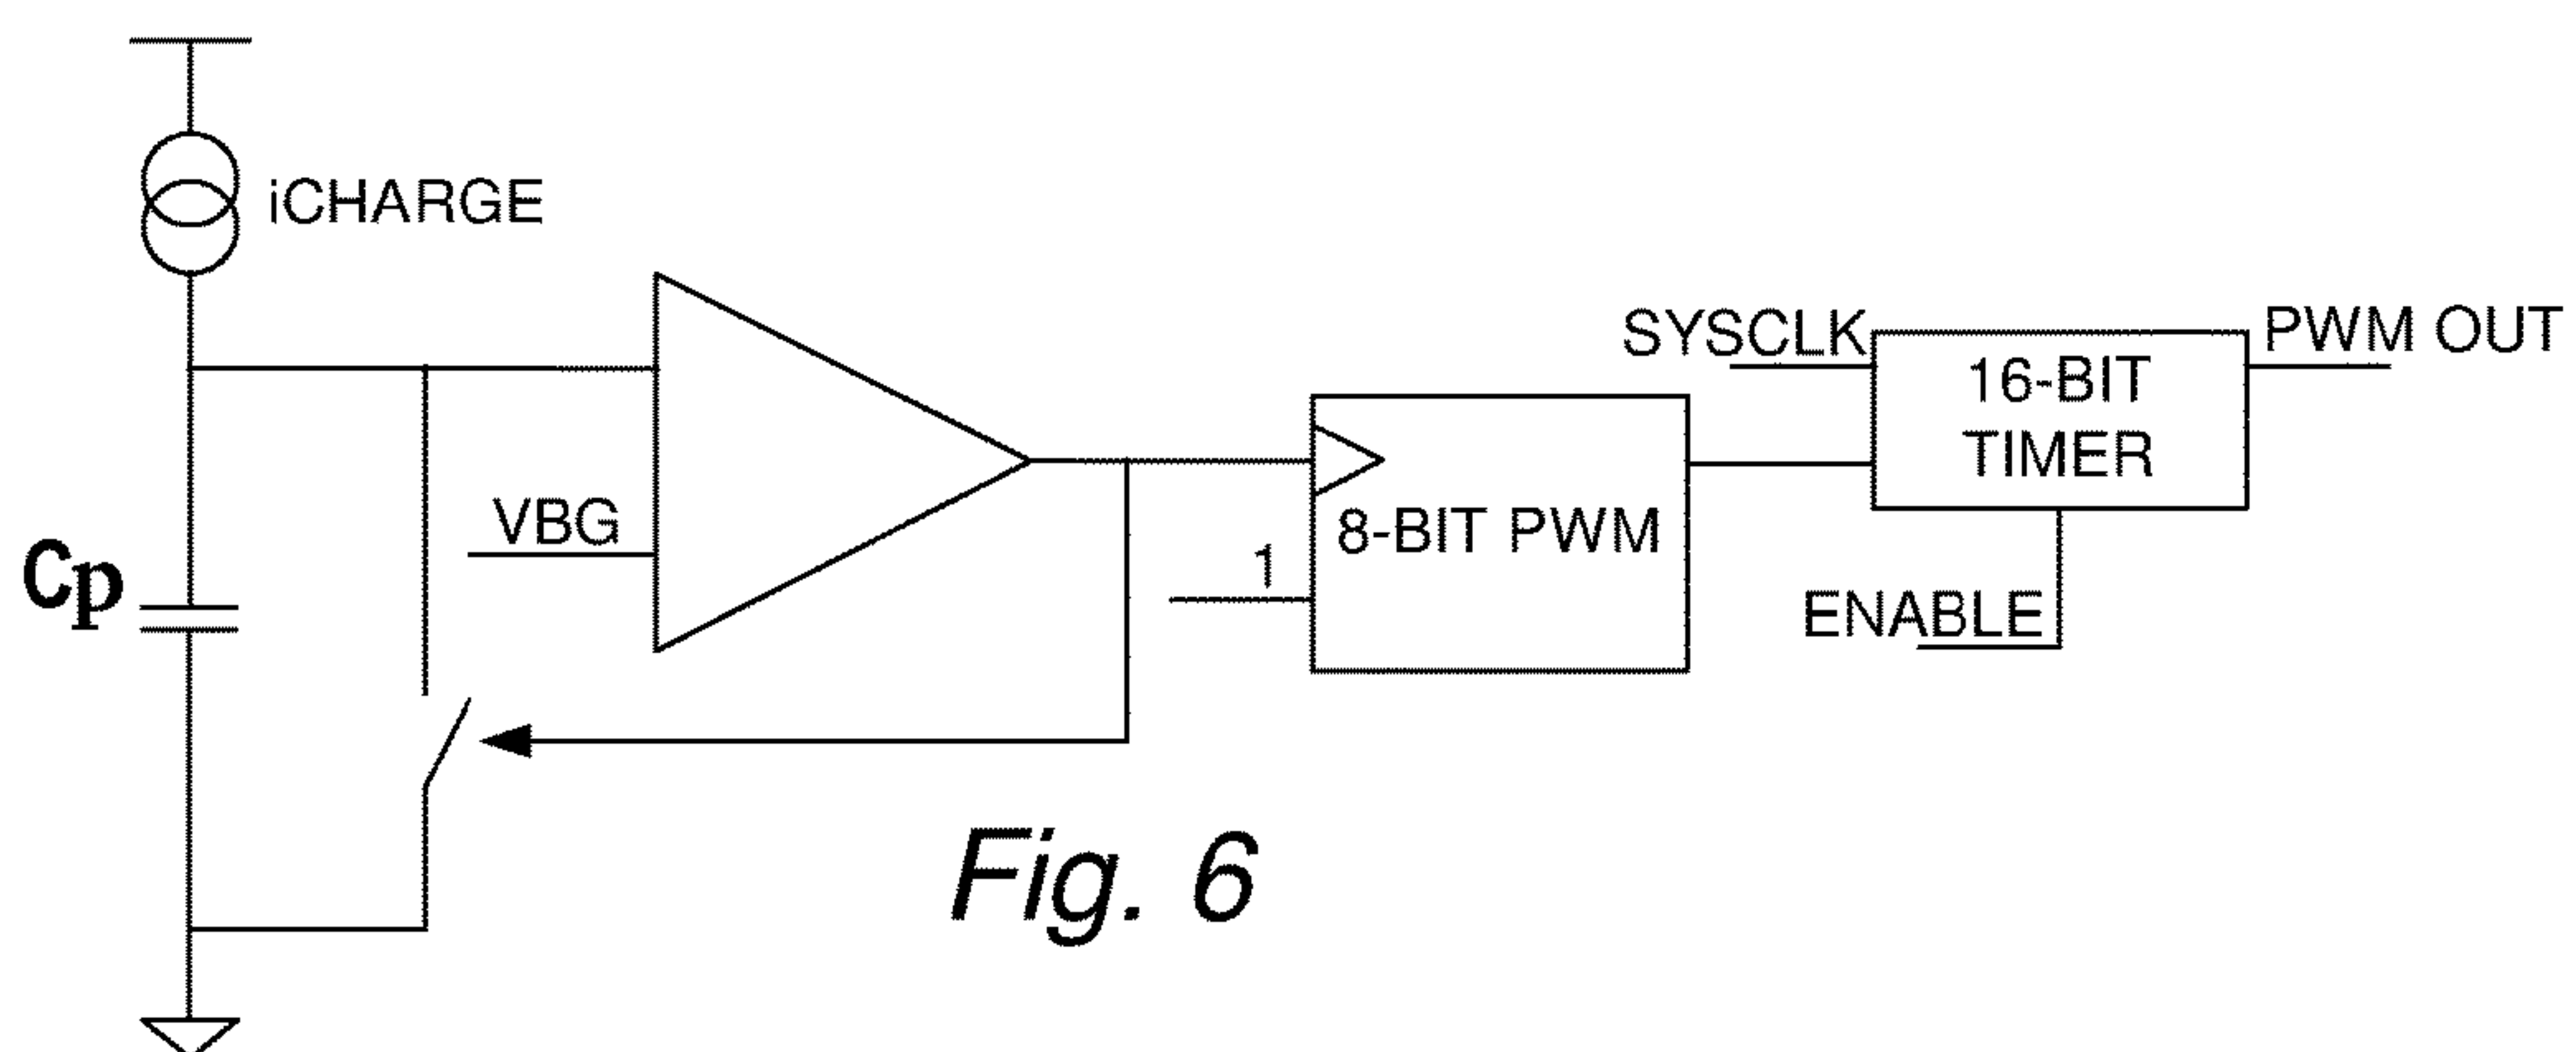 iCHARGE
SYSCLK
PWM OUT
16-BIT
TIMER
VBG
8-BIT PWM
Cp
1
ENABLE
Fig. 6